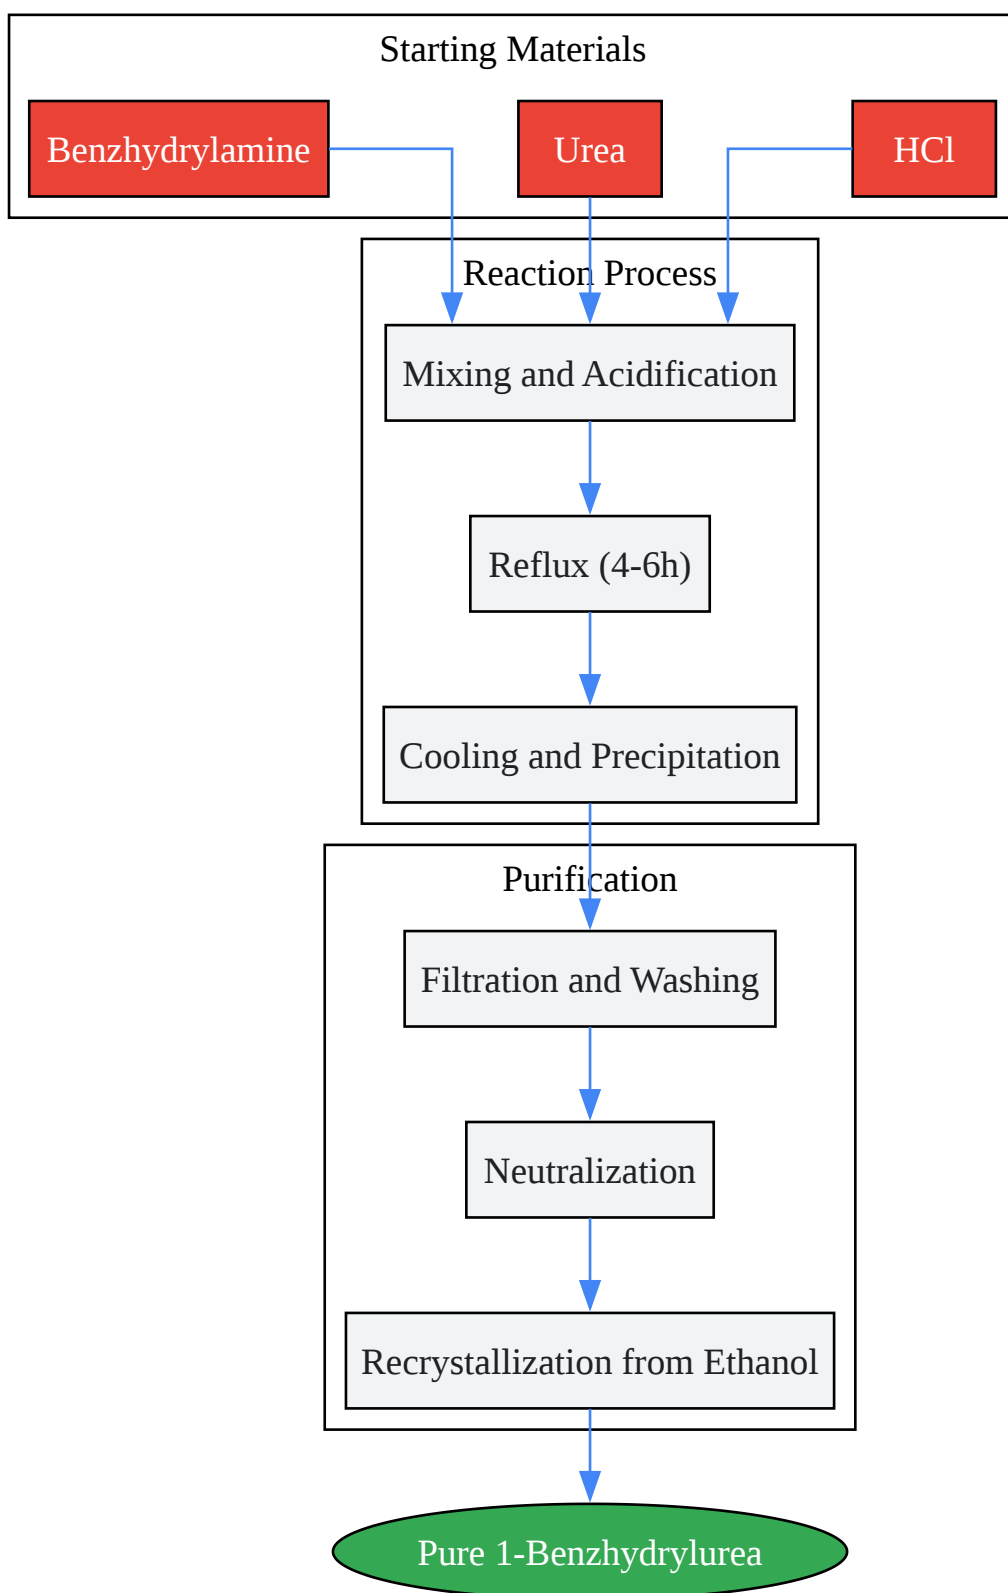 Starting Materials
Benzhydrylamine
Urea
HCl
Reaction Process
Mixing and Acidification
Reflux (4-6h)
Cooling and Precipitation
Purification
Filtration and Washing
Neutralization
Recrystallization from Ethanol
Pure 1-Benzhydrylurea